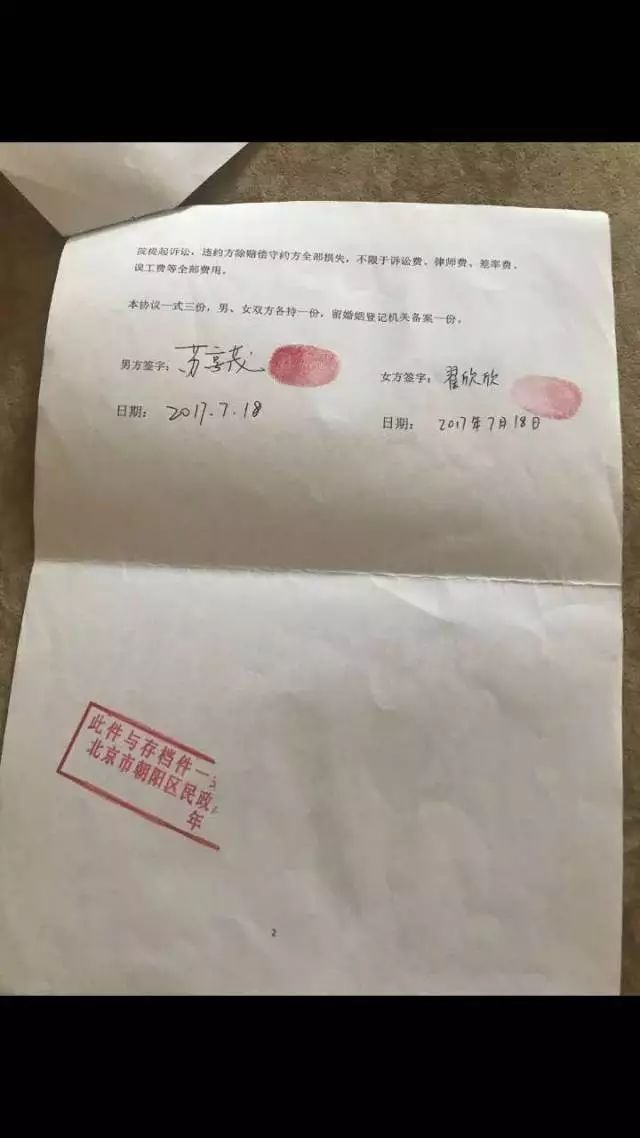 院提起诉讼，违约方除赔偿守约方全部损失，不限于诉讼费、律师费、差率费、
误工费等全部费用。
本协议一式三份，男、女双方各持一份，留婚姻登记机关备案一份。
男方签字：苏享茂
女方签字：翟欣欣
日期：2017.7.18
日期：2017年7月18日
此件与存档件一
北京市朝阳区民政
年
2